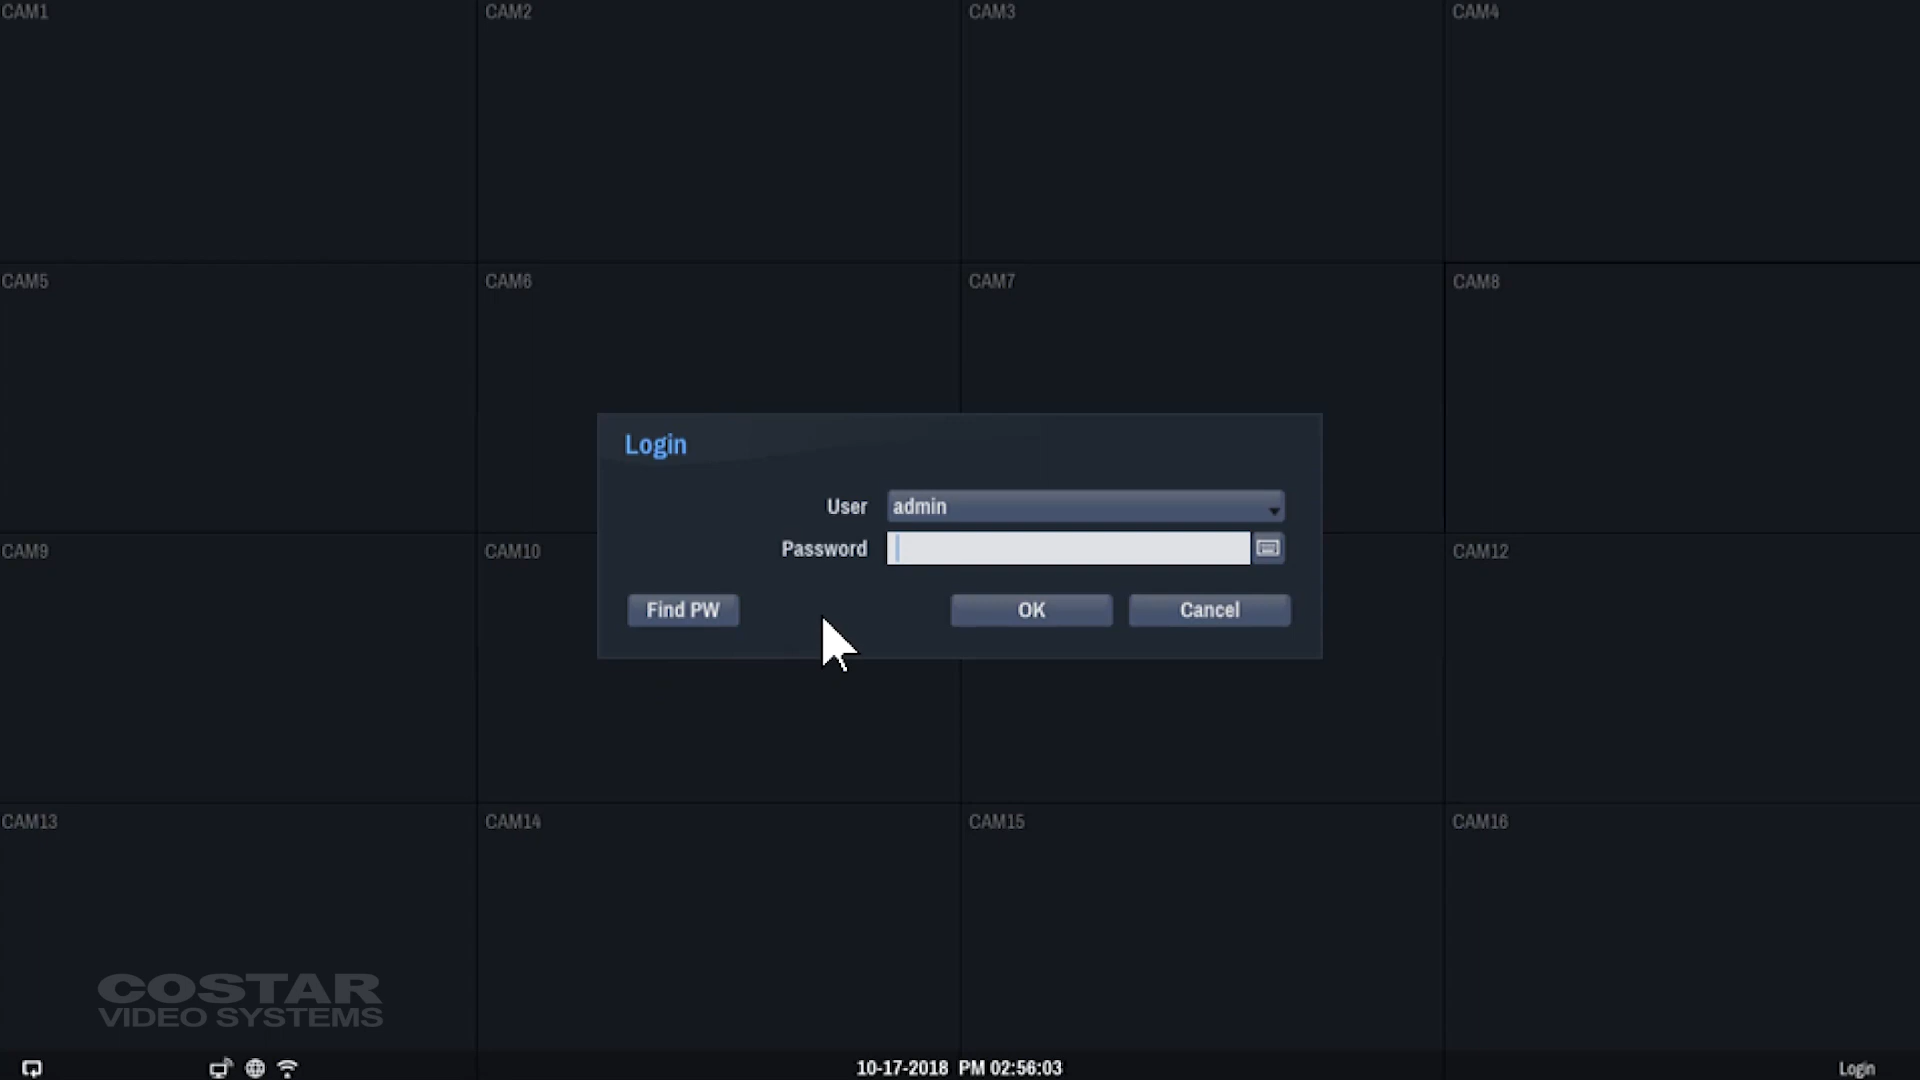 CAM1 CAM2 CAM3 CAM4
CAM5 CAM6 CAM7 CAM8
Login
User admin
Password
CAM9 CAM10 CAM12
Find PW OK Cancel
CAM13 CAM14 CAM15 CAM16
COSTAR
VIDEO SYSTEMS
10-17-2018 PM 02:56:03 Login